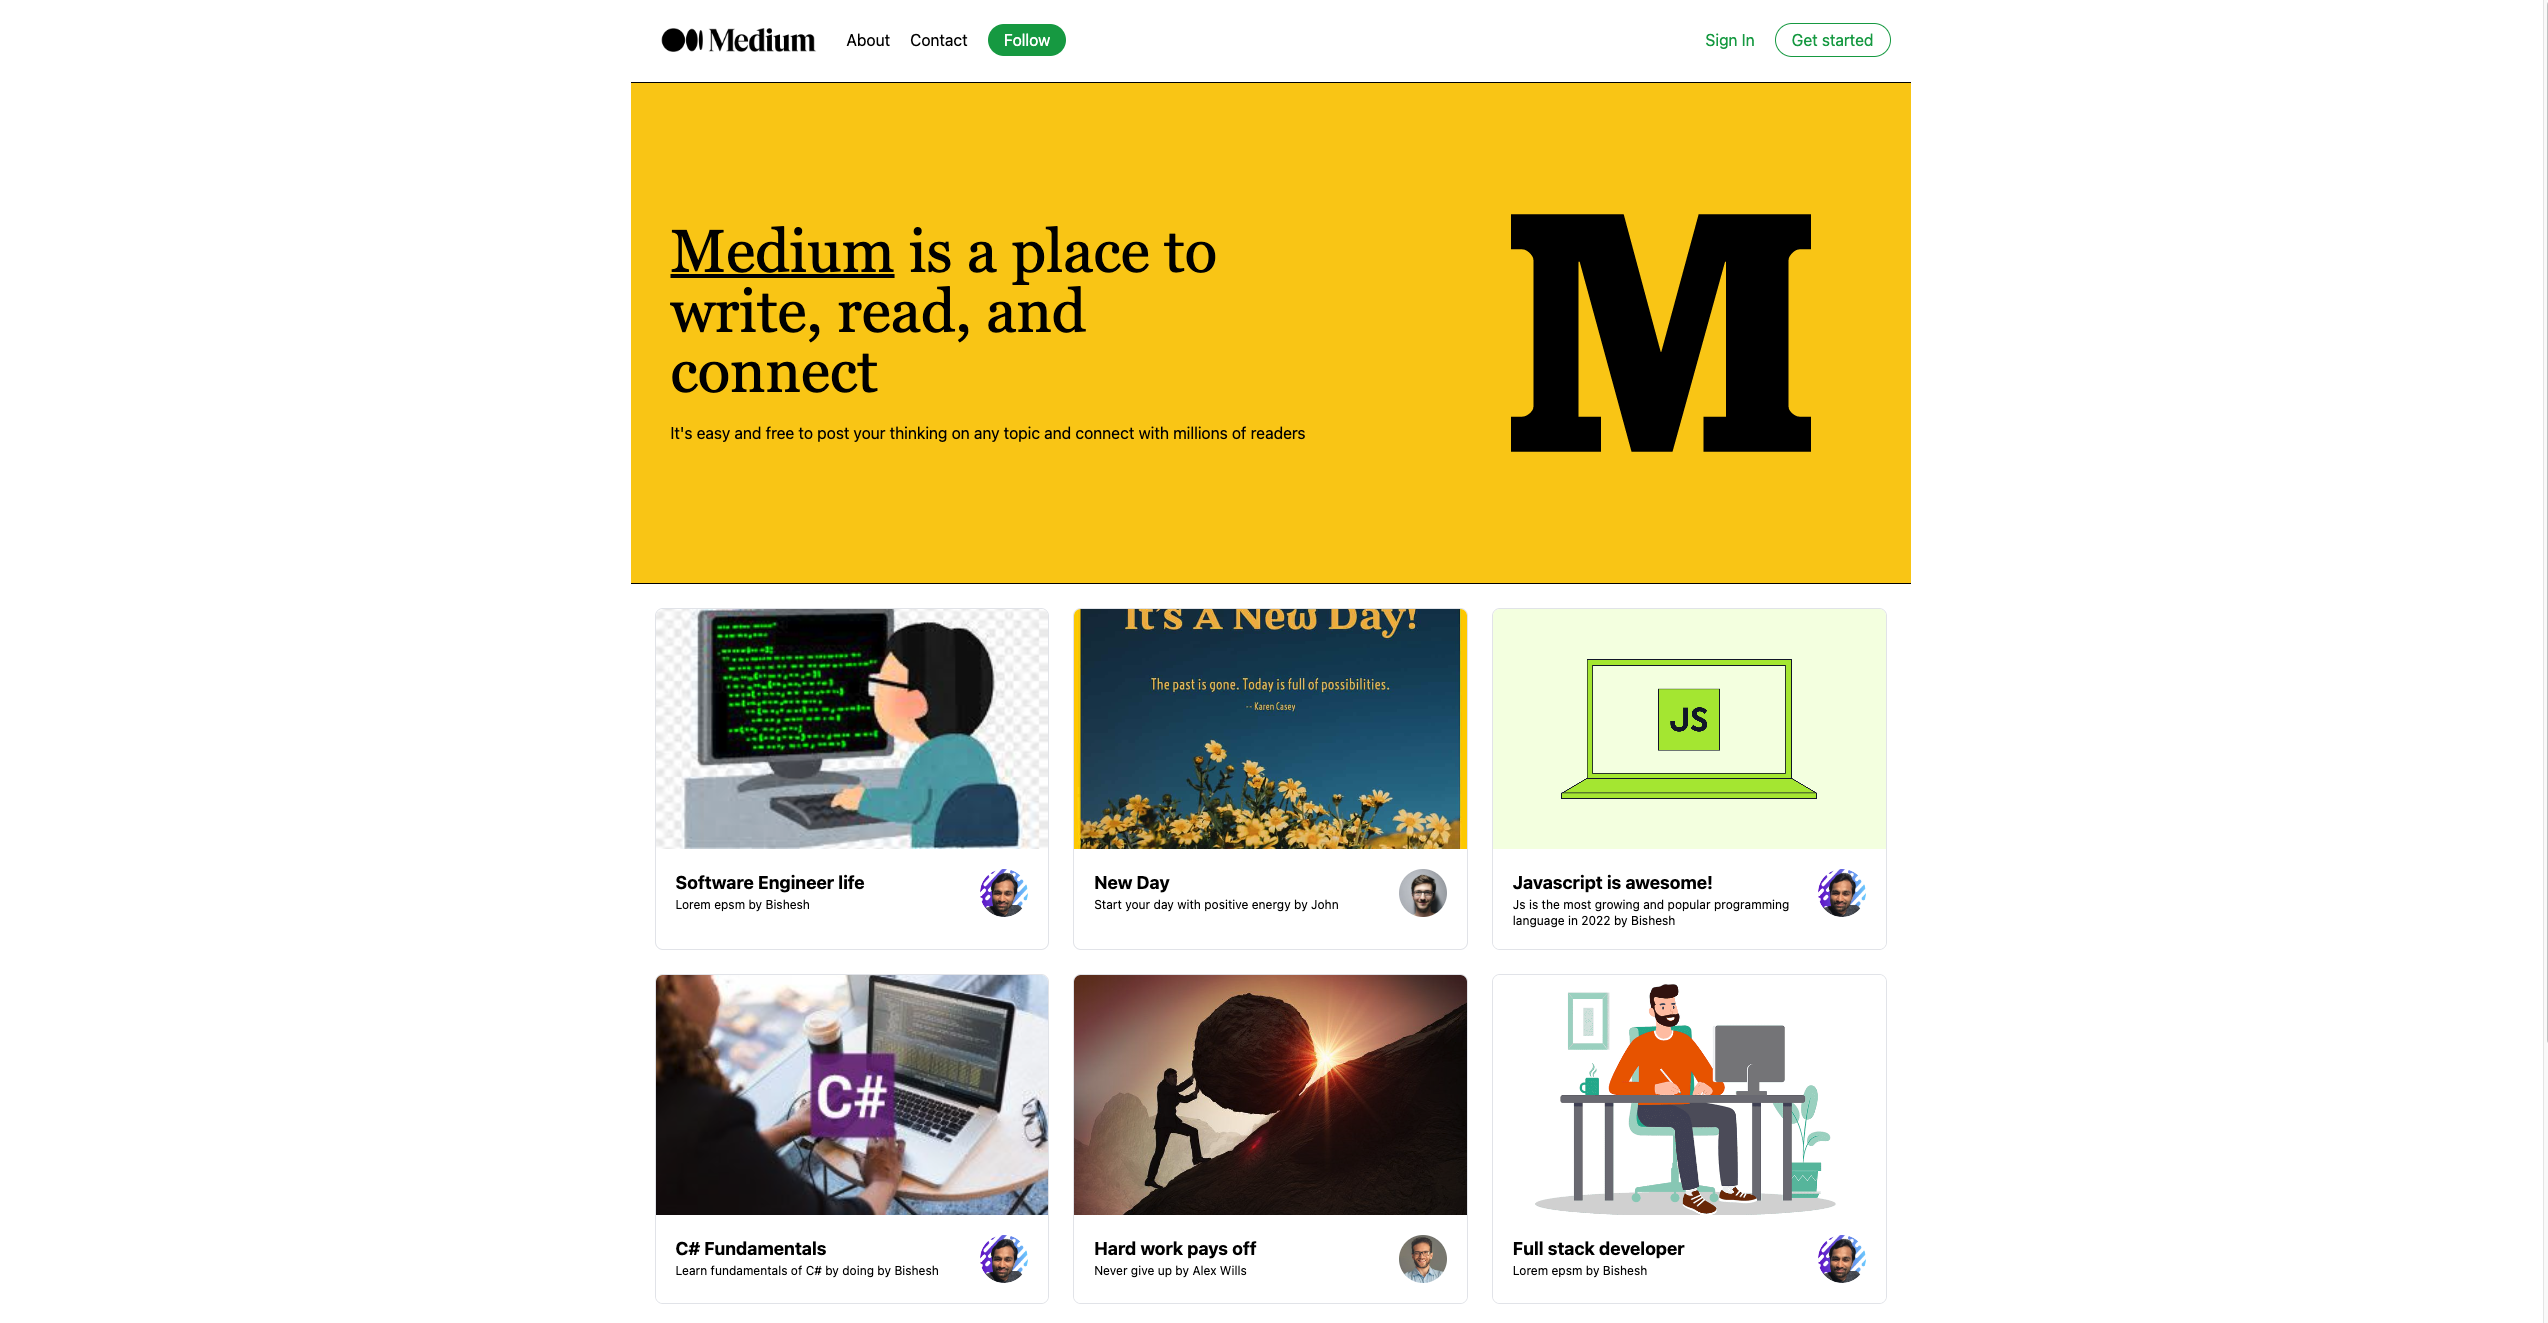 Medium About Contact Follow Sign In Get started
Medium is a place to
write, read, and
connect
It's easy and free to post your thinking on any topic and connect with millions of readers
M
It's A New Day!
The past is gone. Today is full of possibilities.
-- Karen Casey
JS
Software Engineer life
Lorem epsm by Bishesh
New Day
Start your day with positive energy by John
Javascript is awesome!
Js is the most growing and popular programming
language in 2022 by Bishesh
C#
C# Fundamentals
Learn fundamentals of C# by doing by Bishesh
Hard work pays off
Never give up by Alex Wills
Full stack developer
Lorem epsm by Bishesh